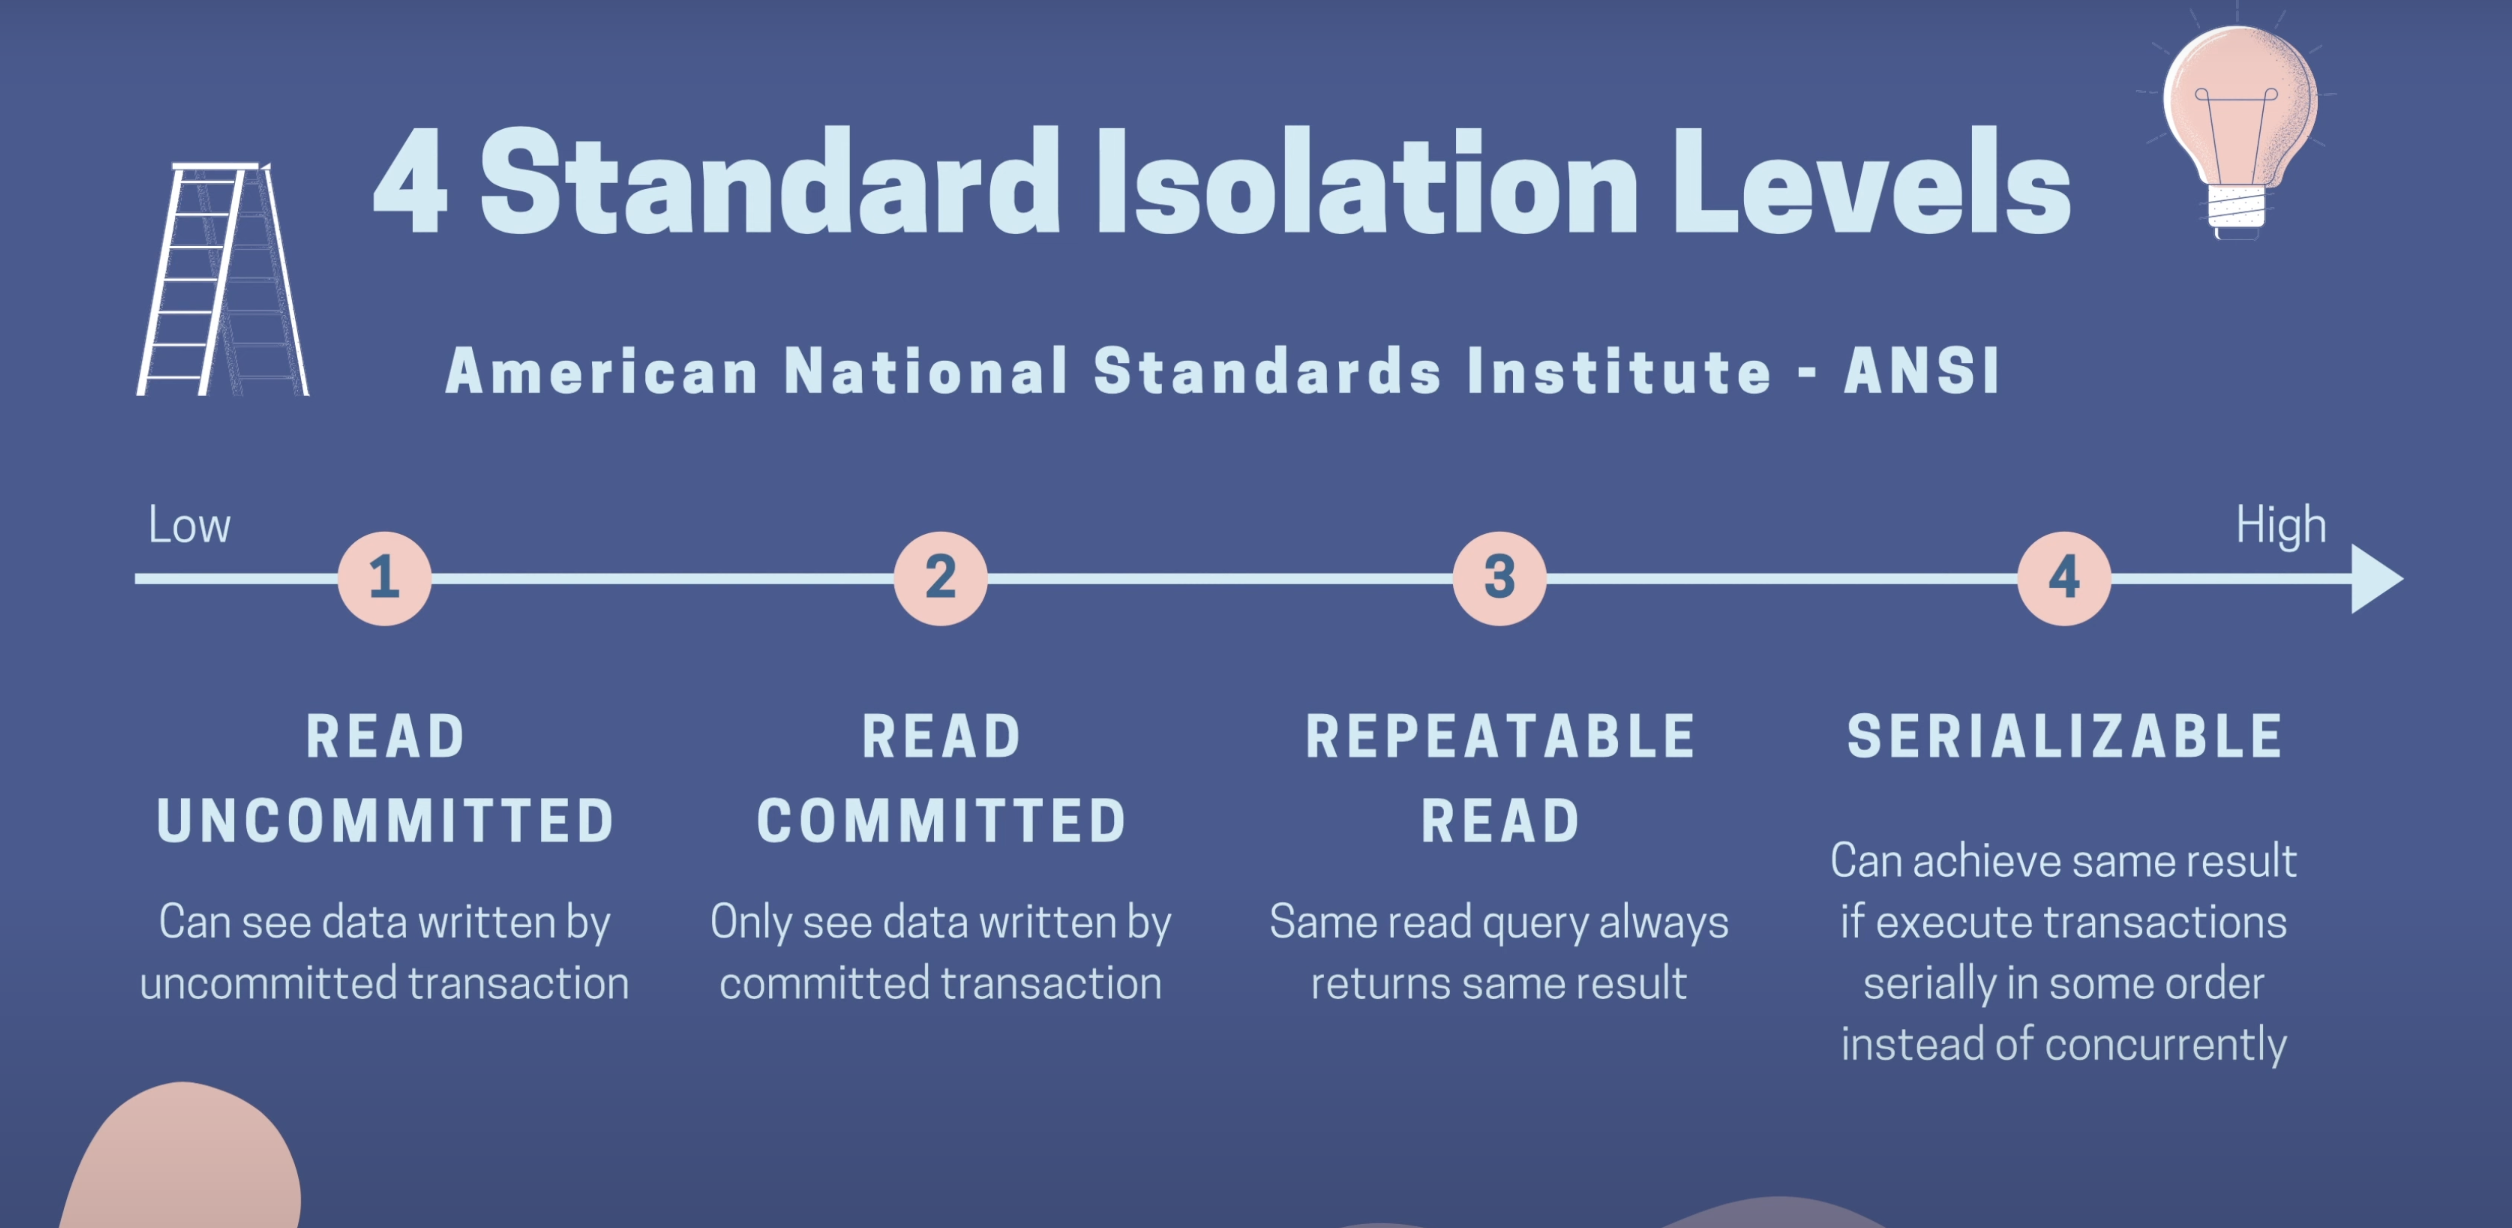 4 Standard Isolation Levels
American National Standards Institute - ANSI
Low
High
1
2
3
4
READ
UNCOMMITTED
Can see data written by
uncommitted transaction
READ
COMMITTED
Only see data written by
committed transaction
REPEATABLE
READ
Same read query always
returns same result
SERIALIZABLE
Can achieve same result
if execute transactions
serially in some order
instead of concurrently